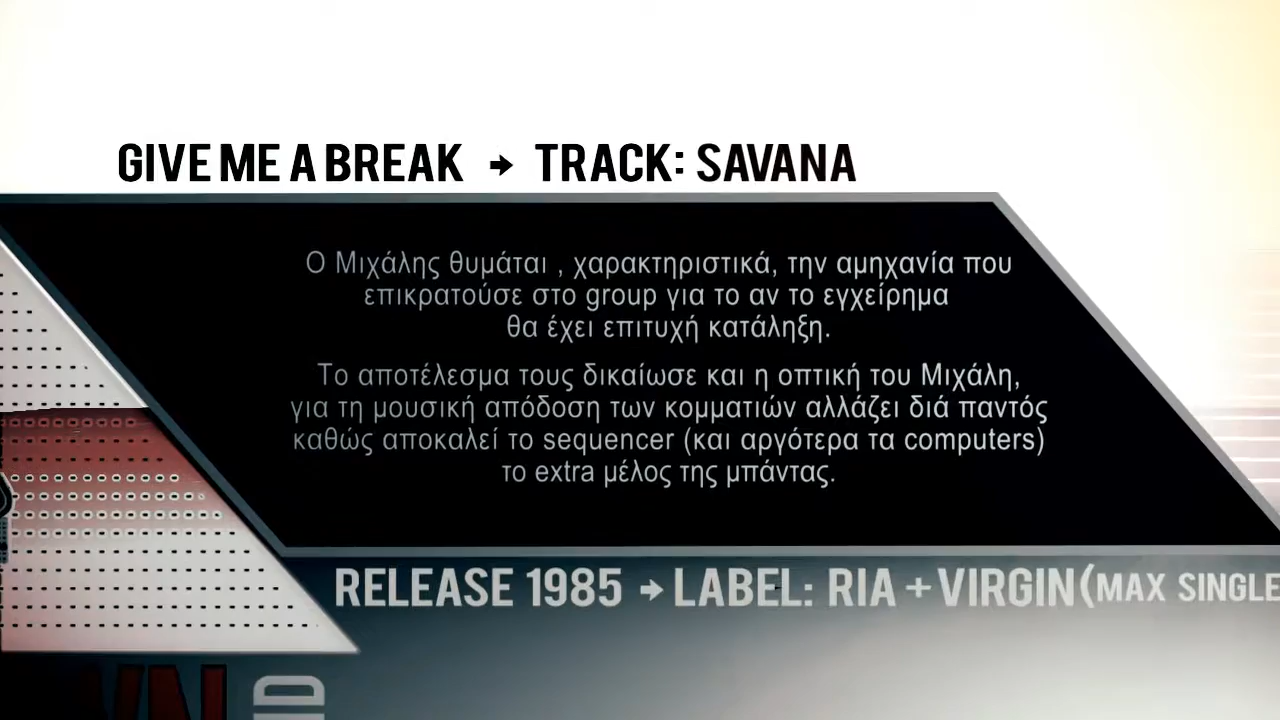 GIVE ME A BREAK → TRACK: SAVANA
Ο Μιχάλης θυμάται , χαρακτηριστικά, την αμηχανία που
επικρατούσε στο group για το αν το εγχείρημα
θα έχει επιτυχή κατάληξη.
Το αποτέλεσμα τους δικαίωσε και η οπτική του Μιχάλη,
για τη μουσική απόδοση των κομματιών αλλάζει διά παντός
καθώς αποκαλεί το sequencer (και αργότερα τα computers)
το extra μέλος της μπάντας.
RELEASE 1985 → LABEL: RIA + VIRGIN (MAX SINGLE